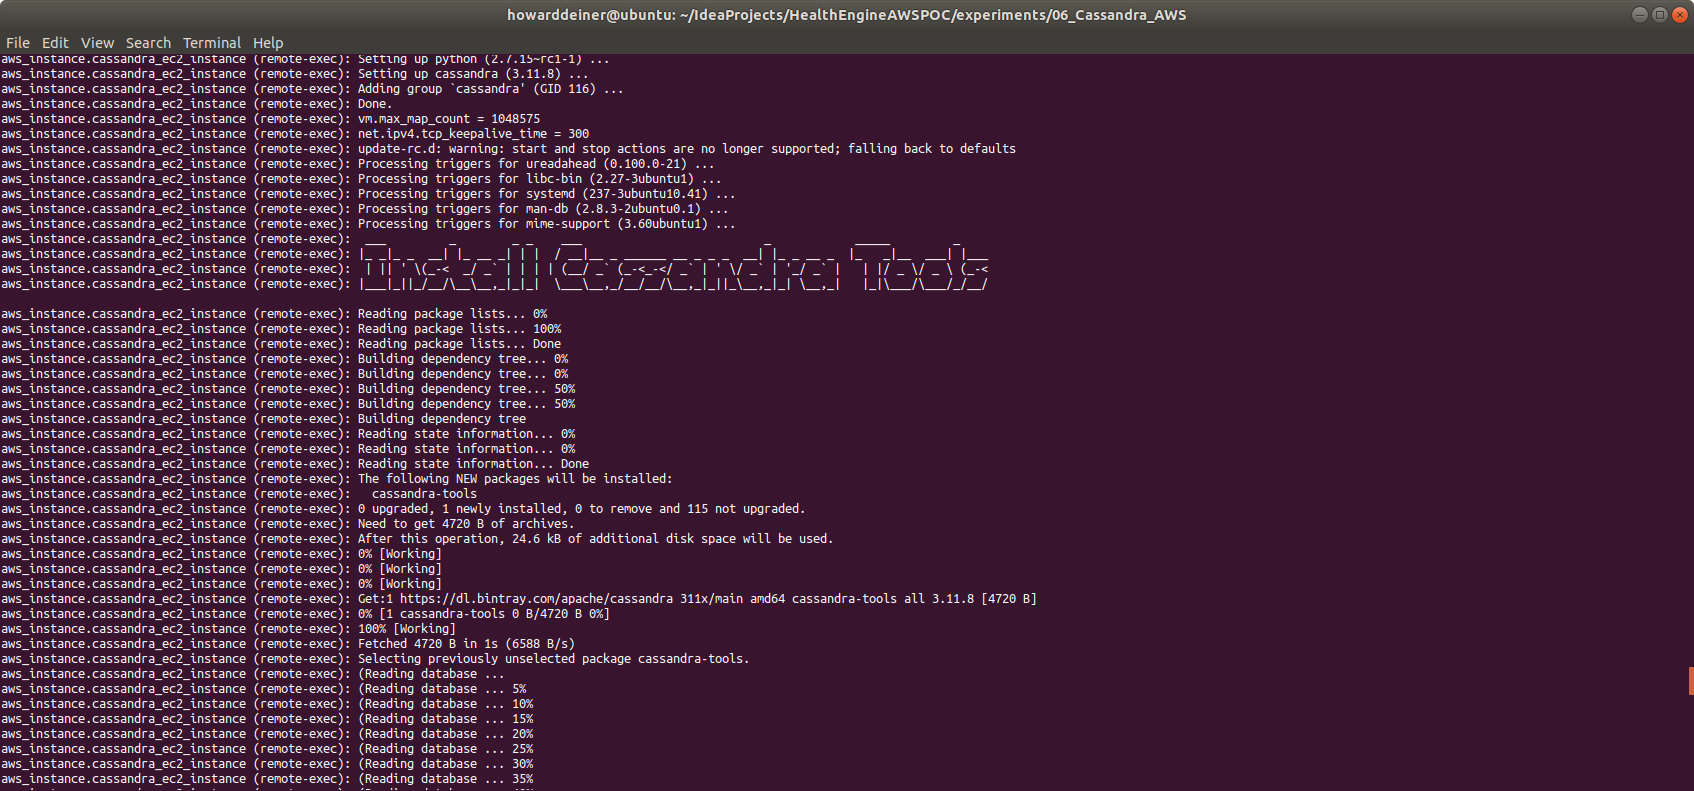 howarddeiner@ubuntu: ~/IdeaProjects/HealthEngineAWSPOC/experiments/06_Cassandra_AWS
File Edit View Search Terminal Help
aws_instance.cassandra_ec2_instance (remote-exec): Setting up python (2.7.15~rc1-1) ...
aws_instance.cassandra_ec2_instance (remote-exec): Setting up cassandra (3.11.8) ...
aws_instance.cassandra_ec2_instance (remote-exec): Adding group `cassandra' (GID 116) ...
aws_instance.cassandra_ec2_instance (remote-exec): Done.
aws_instance.cassandra_ec2_instance (remote-exec): vm.max_map_count = 1048575
aws_instance.cassandra_ec2_instance (remote-exec): net.ipv4.tcp_keepalive_time = 300
aws_instance.cassandra_ec2_instance (remote-exec): update-rc.d: warning: start and stop actions are no longer supported; falling back to defaults
aws_instance.cassandra_ec2_instance (remote-exec): Processing triggers for ureadahead (0.100.0-21) ...
aws_instance.cassandra_ec2_instance (remote-exec): Processing triggers for libc-bin (2.27-3ubuntu1) ...
aws_instance.cassandra_ec2_instance (remote-exec): Processing triggers for systemd (237-3ubuntu10.41) ...
aws_instance.cassandra_ec2_instance (remote-exec): Processing triggers for man-db (2.8.3-2ubuntu0.1) ...
aws_instance.cassandra_ec2_instance (remote-exec): Processing triggers for mime-support (3.60ubuntu1) ...
aws_instance.cassandra_ec2_instance (remote-exec):
aws_instance.cassandra_ec2_instance (remote-exec): Install Cassandra Tools
aws_instance.cassandra_ec2_instance (remote-exec):
aws_instance.cassandra_ec2_instance (remote-exec):
aws_instance.cassandra_ec2_instance (remote-exec): Reading package lists... 0%
aws_instance.cassandra_ec2_instance (remote-exec): Reading package lists... 100%
aws_instance.cassandra_ec2_instance (remote-exec): Reading package lists... Done
aws_instance.cassandra_ec2_instance (remote-exec): Building dependency tree... 0%
aws_instance.cassandra_ec2_instance (remote-exec): Building dependency tree... 0%
aws_instance.cassandra_ec2_instance (remote-exec): Building dependency tree... 50%
aws_instance.cassandra_ec2_instance (remote-exec): Building dependency tree... 50%
aws_instance.cassandra_ec2_instance (remote-exec): Building dependency tree
aws_instance.cassandra_ec2_instance (remote-exec): Reading state information... 0%
aws_instance.cassandra_ec2_instance (remote-exec): Reading state information... 0%
aws_instance.cassandra_ec2_instance (remote-exec): Reading state information... Done
aws_instance.cassandra_ec2_instance (remote-exec): The following NEW packages will be installed:
aws_instance.cassandra_ec2_instance (remote-exec):   cassandra-tools
aws_instance.cassandra_ec2_instance (remote-exec): 0 upgraded, 1 newly installed, 0 to remove and 115 not upgraded.
aws_instance.cassandra_ec2_instance (remote-exec): Need to get 4720 B of archives.
aws_instance.cassandra_ec2_instance (remote-exec): After this operation, 24.6 kB of additional disk space will be used.
aws_instance.cassandra_ec2_instance (remote-exec): 0% [Working]
aws_instance.cassandra_ec2_instance (remote-exec): 0% [Working]
aws_instance.cassandra_ec2_instance (remote-exec): 0% [Working]
aws_instance.cassandra_ec2_instance (remote-exec): Get:1 https://dl.bintray.com/apache/cassandra 311x/main amd64 cassandra-tools all 3.11.8 [4720 B]
aws_instance.cassandra_ec2_instance (remote-exec): 0% [1 cassandra-tools 0 B/4720 B 0%]
aws_instance.cassandra_ec2_instance (remote-exec): 100% [Working]
aws_instance.cassandra_ec2_instance (remote-exec): Fetched 4720 B in 1s (6588 B/s)
aws_instance.cassandra_ec2_instance (remote-exec): Selecting previously unselected package cassandra-tools.
aws_instance.cassandra_ec2_instance (remote-exec): (Reading database ...
aws_instance.cassandra_ec2_instance (remote-exec): (Reading database ... 5%
aws_instance.cassandra_ec2_instance (remote-exec): (Reading database ... 10%
aws_instance.cassandra_ec2_instance (remote-exec): (Reading database ... 15%
aws_instance.cassandra_ec2_instance (remote-exec): (Reading database ... 20%
aws_instance.cassandra_ec2_instance (remote-exec): (Reading database ... 25%
aws_instance.cassandra_ec2_instance (remote-exec): (Reading database ... 30%
aws_instance.cassandra_ec2_instance (remote-exec): (Reading database ... 35%